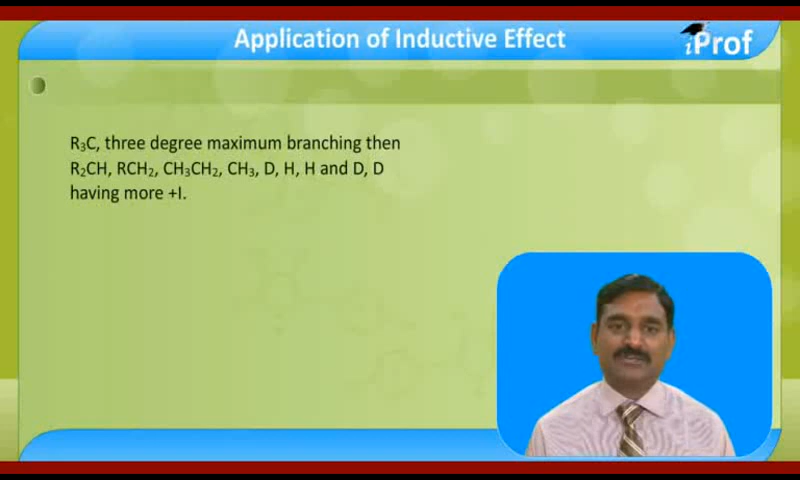 Application of Inductive Effect
iProf
R₃C, three degree maximum branching then
R₂CH, RCH₂, CH₃CH₂, CH₃, D, H, H and D, D
having more +I.